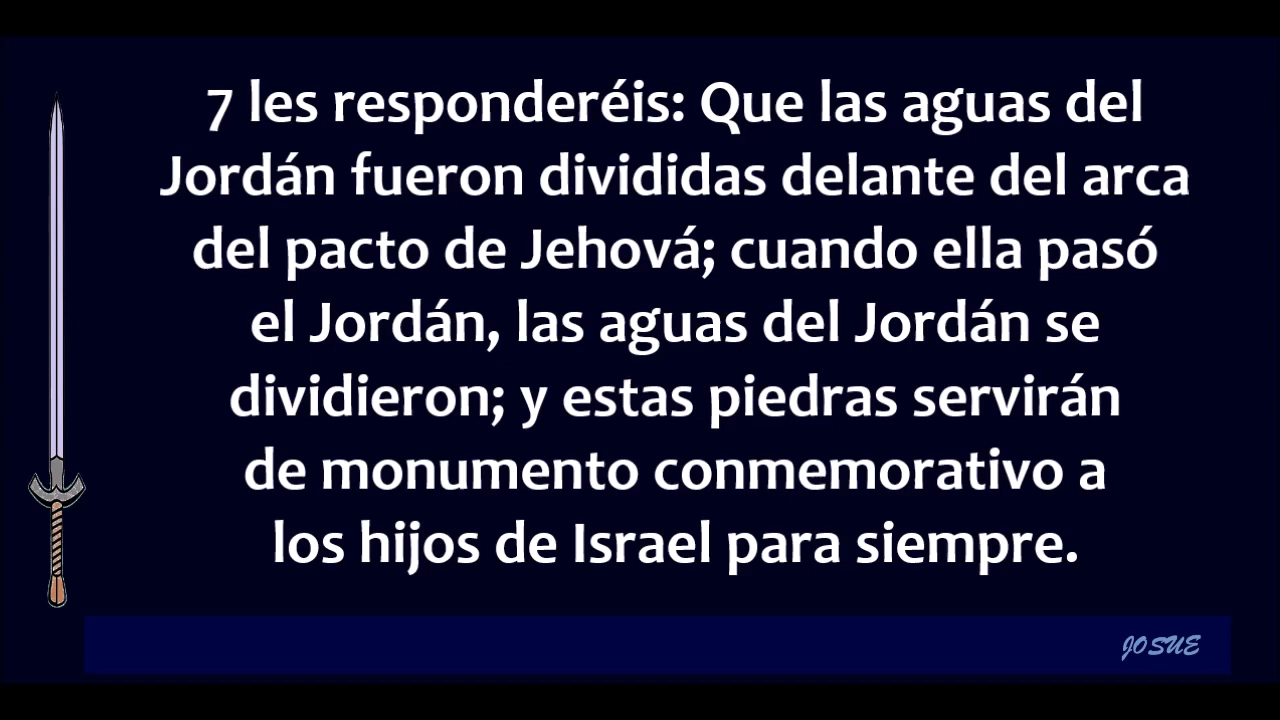 7 les responderéis: Que las aguas del
Jordán fueron divididas delante del arca
del pacto de Jehová; cuando ella pasó
el Jordán, las aguas del Jordán se
dividieron; y estas piedras servirán
de monumento conmemorativo a
los hijos de Israel para siempre.
JOSUE